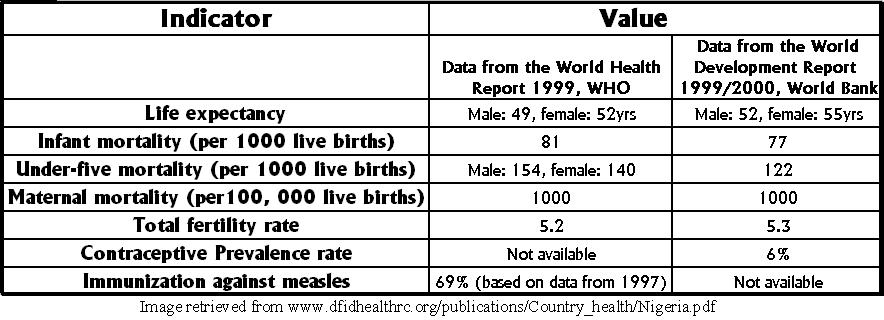 Indicator Value
Data from the World Health
Report 1999, WHO
Data from the World
Development Report
1999/2000, World Bank
Life expectancy Male: 49, female: 52yrs Male: 52, female: 55yrs
Infant mortality (per 1000 live births) 81 77
Under-five mortality (per 1000 live births) Male: 154, female: 140 122
Maternal mortality (per100, 000 live births) 1000 1000
Total fertility rate 5.2 5.3
Contraceptive Prevalence rate Not available 6%
Immunization against measles 69% (based on data from 1997) Not available
Image retrieved from www.dfidhealthrc.org/publications/Country_health/Nigeria.pdf